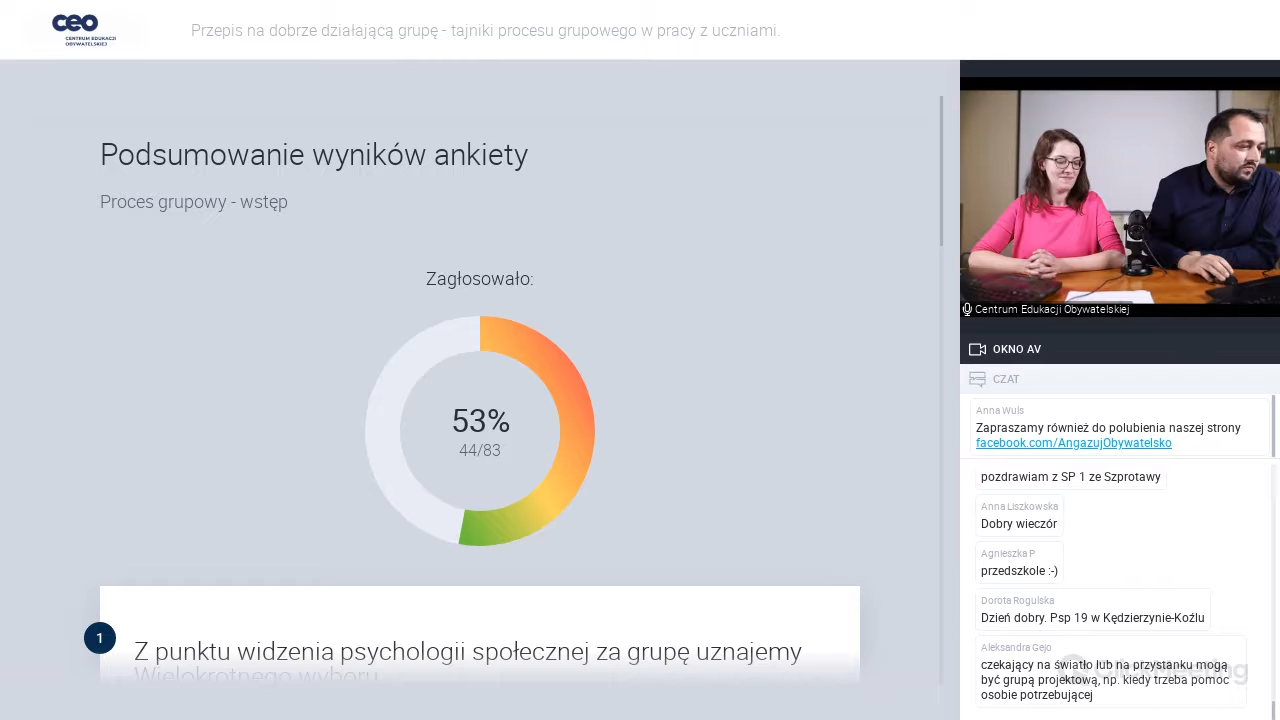 ceo
CENTRUM EDUKACJI
OBYWATELSKIEJ
Przepis na dobrze działającą grupę - tajniki procesu grupowego w pracy z uczniami.
Podsumowanie wyników ankiety
Proces grupowy - wstęp
Zagłosowało:
53%
44/83
1
Z punktu widzenia psychologii społecznej za grupę uznajemy
Wielokrotnego wyboru
Centrum Edukacji Obywatelskiej
OKNO AV
CZAT
Anna Wuls
Zapraszamy również do polubienia naszej strony
facebook.com/AngazujObywatelsko
pozdrawiam z SP 1 ze Szprotawy
Anna Liszkowska
Dobry wieczór
Agnieszka P
przedszkole :-)
Dorota Rogulska
Dzień dobry. Psp 19 w Kędzierzynie-Koźlu
Aleksandra Gejo
czekający na światło lub na przystanku mogą
być grupą projektową, np. kiedy trzeba pomóc
osobie potrzebującej